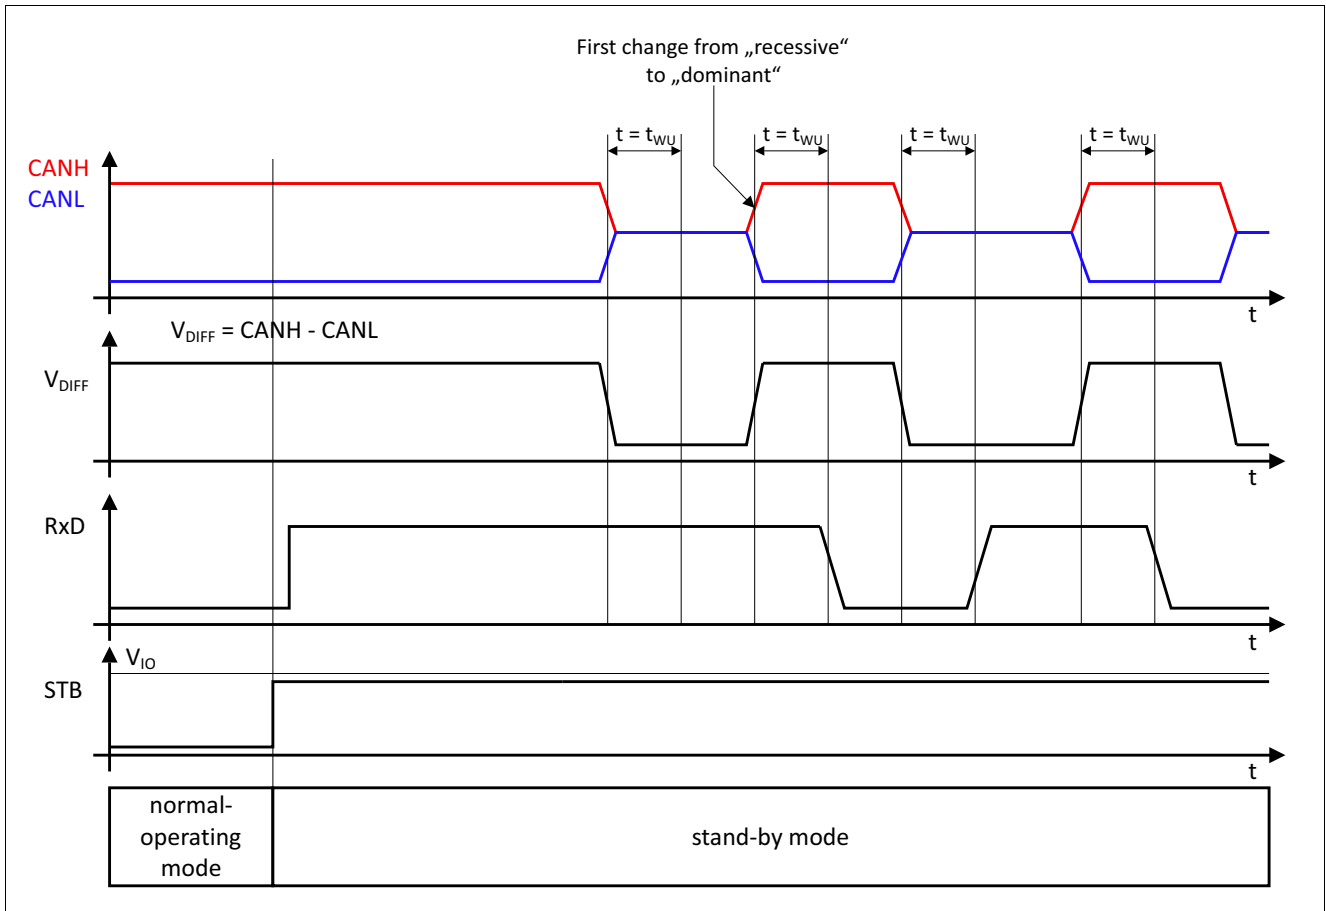 First change from „recessive“
to „dominant“
t = tWU
t = tWU
t = tWU
t = tWU
CANH
CANL
t
VDIFF = CANH - CANL
VDIFF
t
RxD
t
VIO
STB
t
normal-
operating
mode
stand-by mode